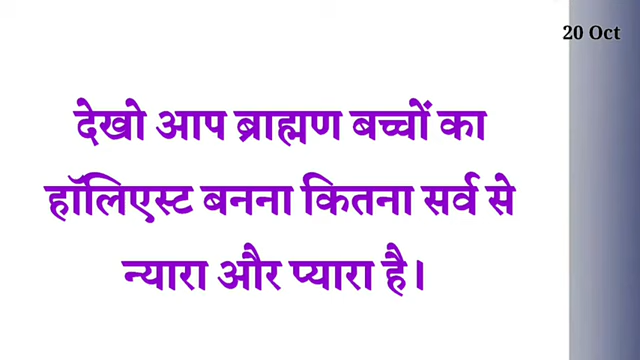 20 Oct
देखो आप ब्राह्मण बच्चों का
हॉलिएस्ट बनना कितना सर्व से
न्यारा और प्यारा है।